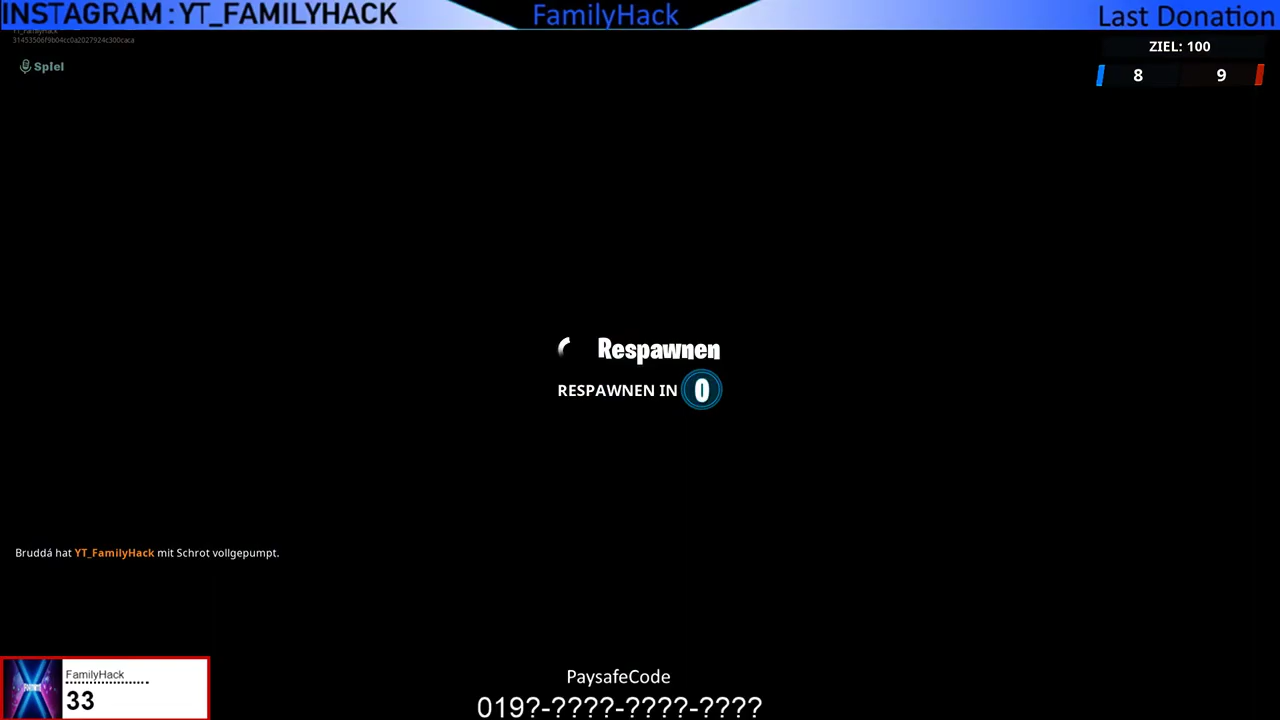 INSTAGRAM : YT_FAMILYHACK
FamilyHack
Last Donation
YT_FamilyHack
ZIEL: 100
Spiel
8 9
Respawnen
RESPAWNEN IN 0
Bruddá hat YT_FamilyHack mit Schrot vollgepumpt.
FamilyHack
33
PaysafeCode
019?-????-????-????